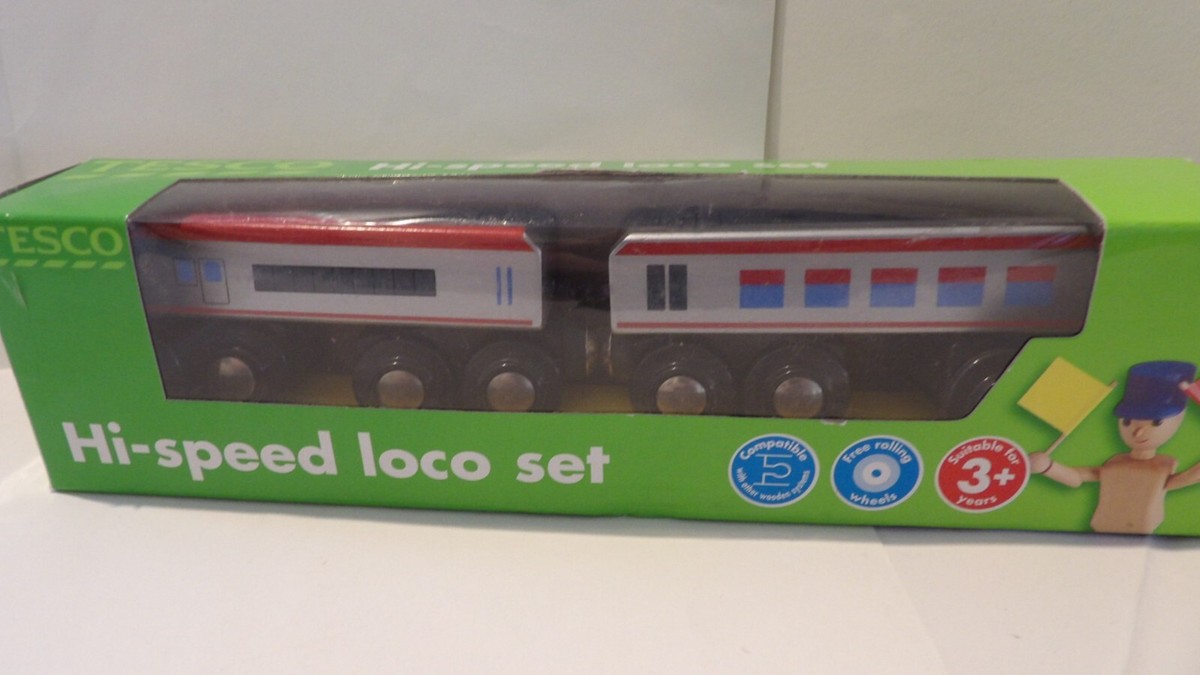 TESCO Hi-speed loco set
TESCO
Hi-speed loco set
Compatible
with other wooden systems
Free rolling
wheels
Suitable for
3+
years